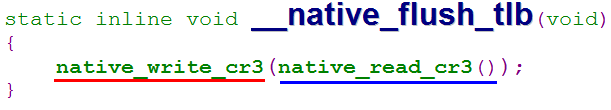 static inline void __native_flush_tlb(void)
{
native_write_cr3(native_read_cr3());
}